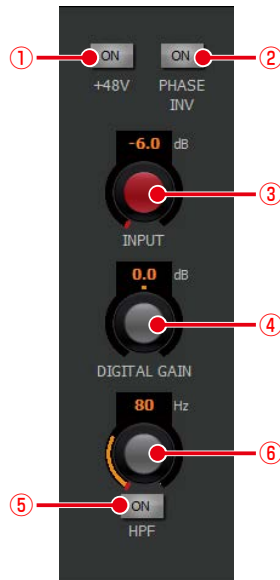 ① ON ON ②
+48V PHASE
INV
-6.0 dB
③
INPUT
0.0 dB
④
DIGITAL GAIN
80 Hz
⑥
⑤ ON
HPF